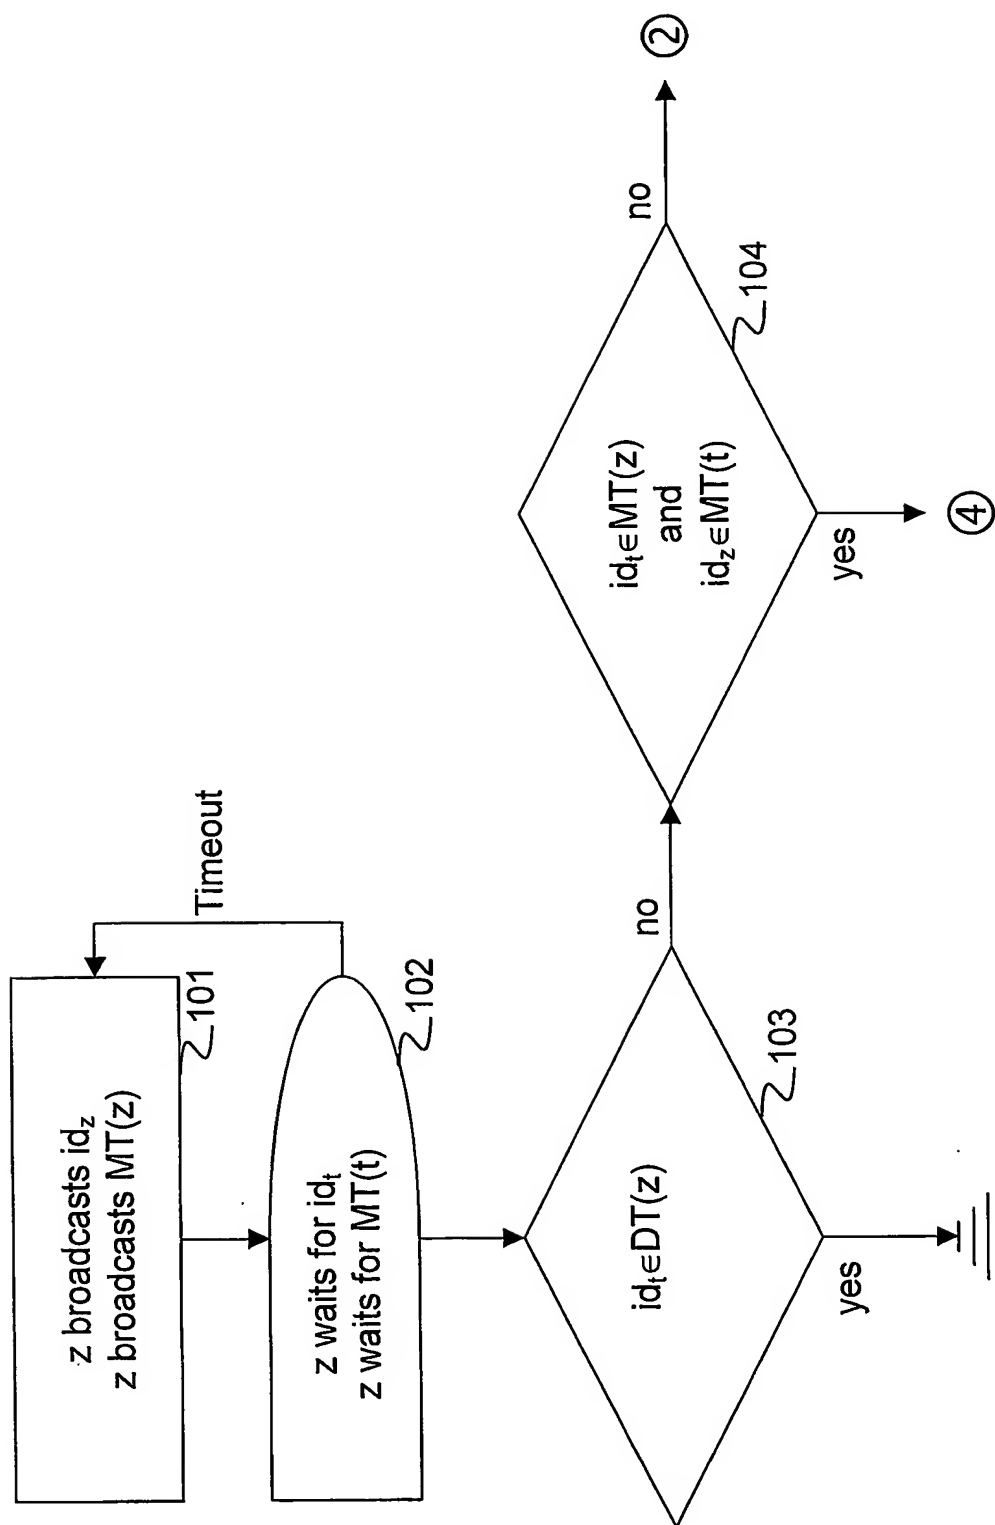 z broadcasts id_z
z broadcasts MT(z)
101
Timeout
z waits for id_t
z waits for MT(t)
102
id_t∈DT(z)
103
no
yes
id_t∈MT(z)
and
id_z∈MT(t)
104
no
②
yes
④